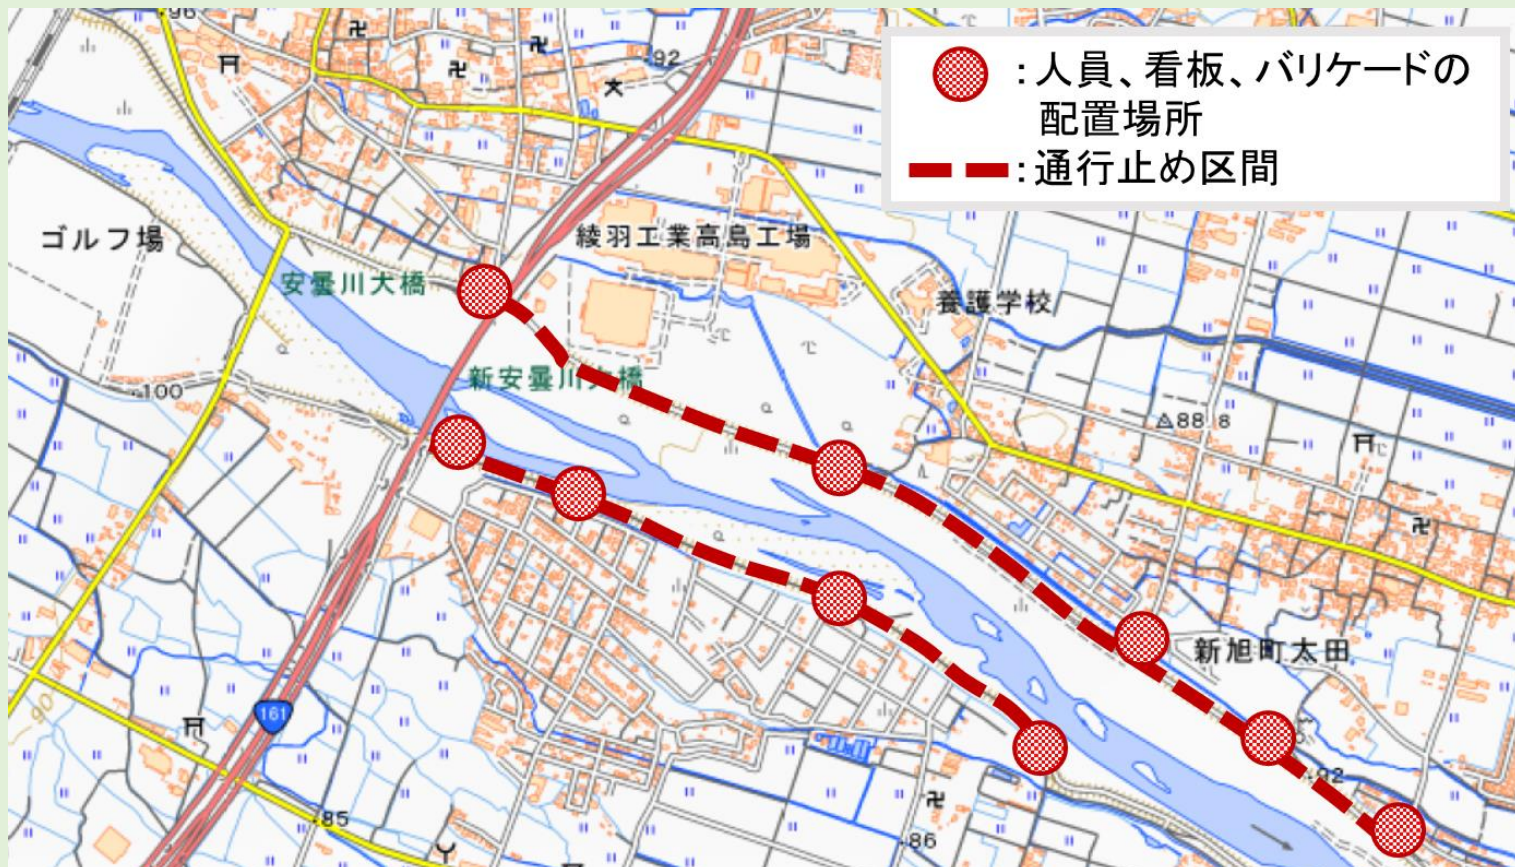 96
92
：人員、看板、バリケードの
配置場所
：通行止め区間
ゴルフ場
綾羽工業高島工場
安曇川大橋
養護学校
新安曇川大橋
100
88.8
新旭町太田
161
90
92
85
86